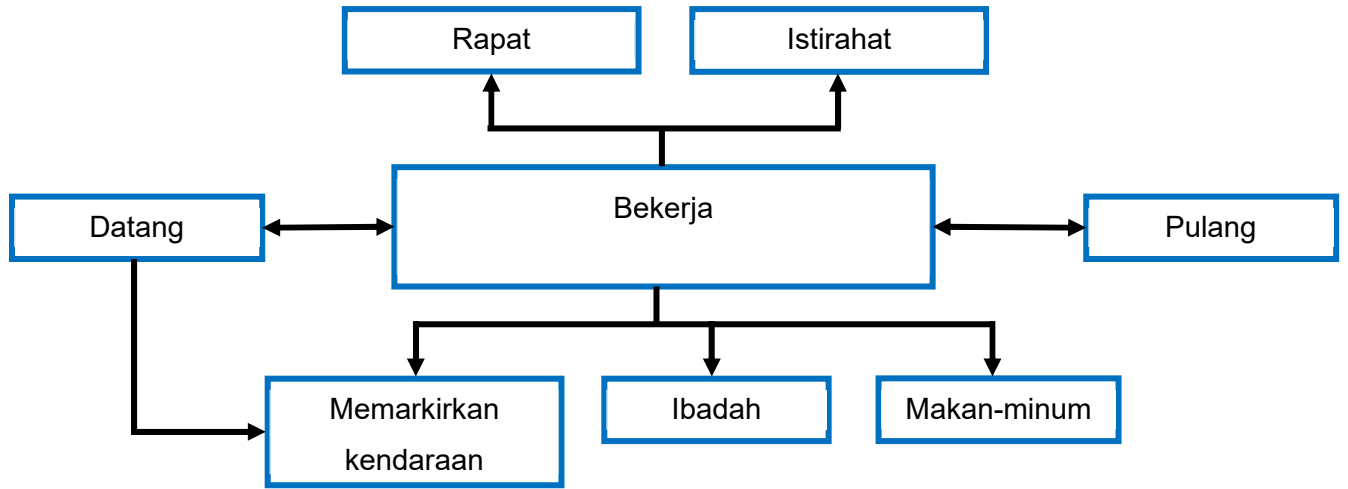 Rapat
Istirahat
Datang
Bekerja
Pulang
Memarkirkan
kendaraan
Ibadah
Makan-minum